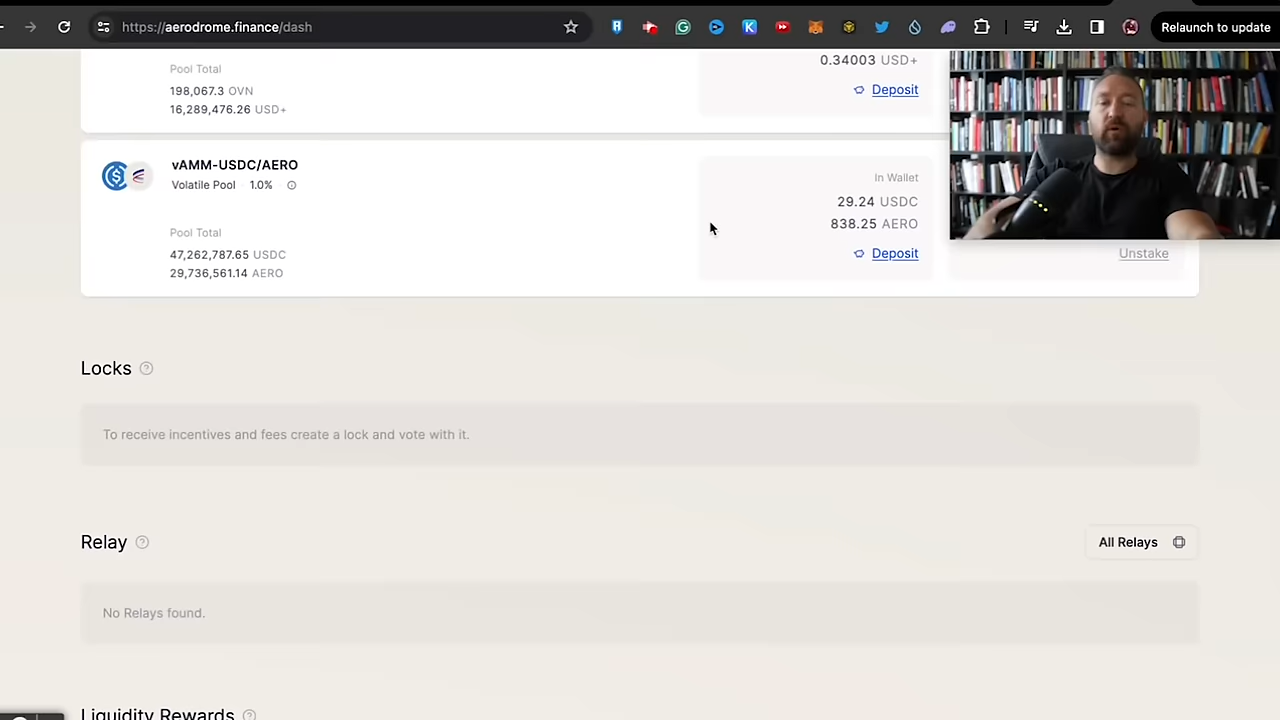 https://aerodrome.finance/dash
Relaunch to update
Pool Total
198,067.3 OVN
16,289,476.26 USD+
0.34003 USD+
Deposit
vAMM-USDC/AERO
Volatile Pool · 1.0%
Pool Total
47,262,787.65 USDC
29,736,561.14 AERO
In Wallet
29.24 USDC
838.25 AERO
Deposit
Unstake
Locks
To receive incentives and fees create a lock and vote with it.
Relay
All Relays
No Relays found.
Liquidity Rewards